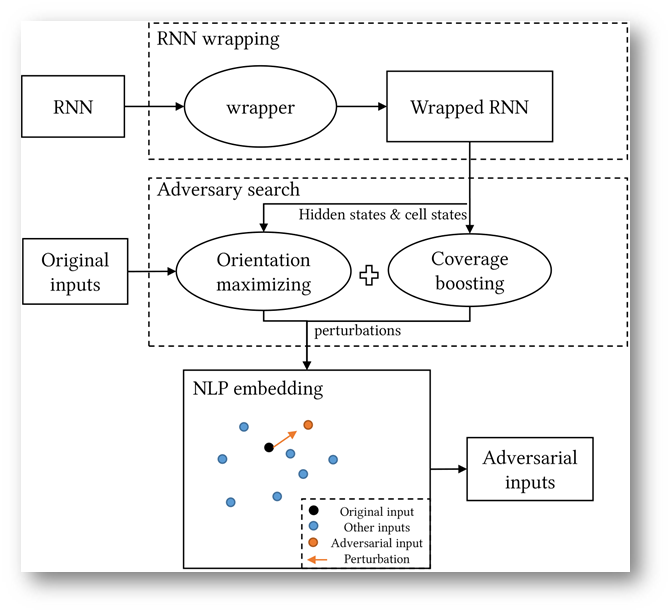 RNN wrapping
RNN
wrapper
Wrapped RNN
Adversary search
Hidden states & cell states
Original
inputs
Orientation
maximizing
Coverage
boosting
perturbations
NLP embedding
Adversarial
inputs
Original input
Other inputs
Adversarial input
Perturbation